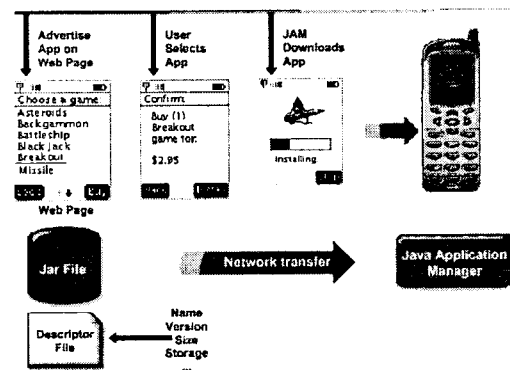 Advertise
App on
Web Page
User
Selects
App
JAM
Downloads
App
Choose a game
Asteroids
Backgammon
Battleship
Black Jack
Breakout
Missile
Buy
Web Page
Confirm
Buy (1)
Breakout
game for:
$2.95
Installing
Jar File
Network transfer
Java Application
Manager
Descriptor
File
Name
Version
Size
Storage
...